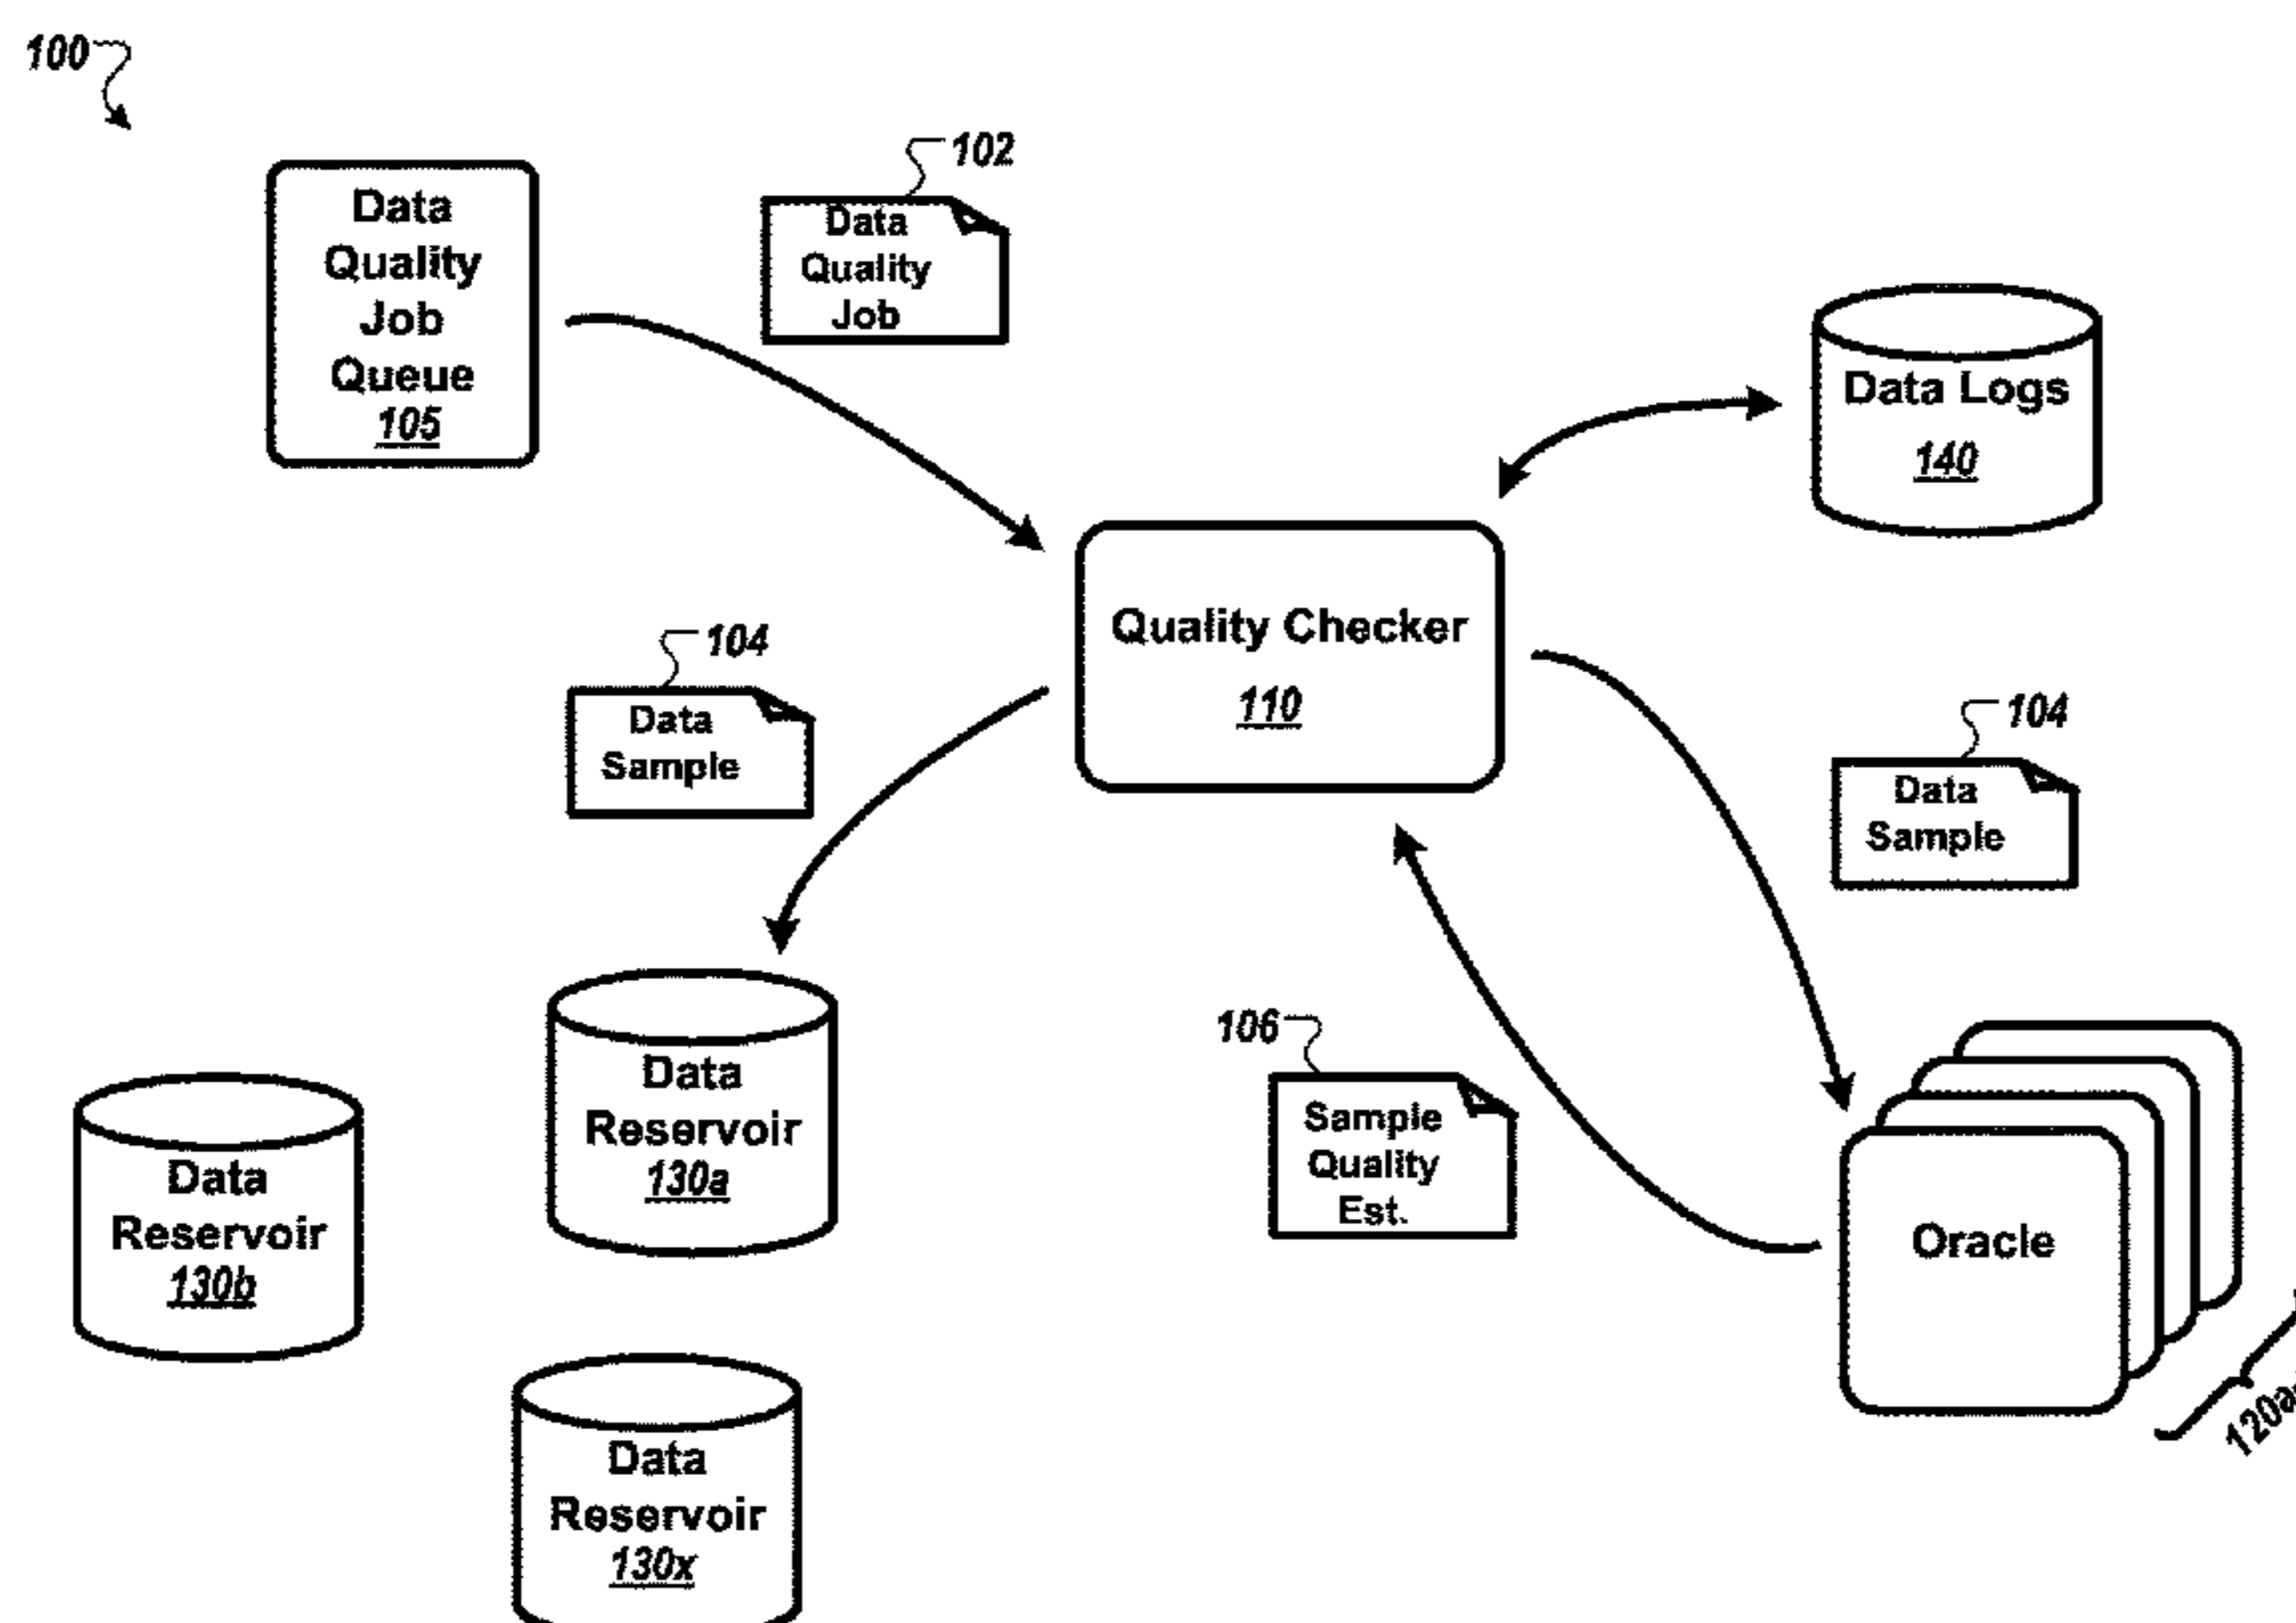 100
102
Data
Quality
Job
Queue
105
Data
Quality
Job
Data Logs
140
Quality Checker
110
104
Data
Sample
104
Data
Sample
Data
Reservoir
130a
106
Sample
Quality
Est.
Data
Reservoir
130b
Oracle
Data
Reservoir
130x